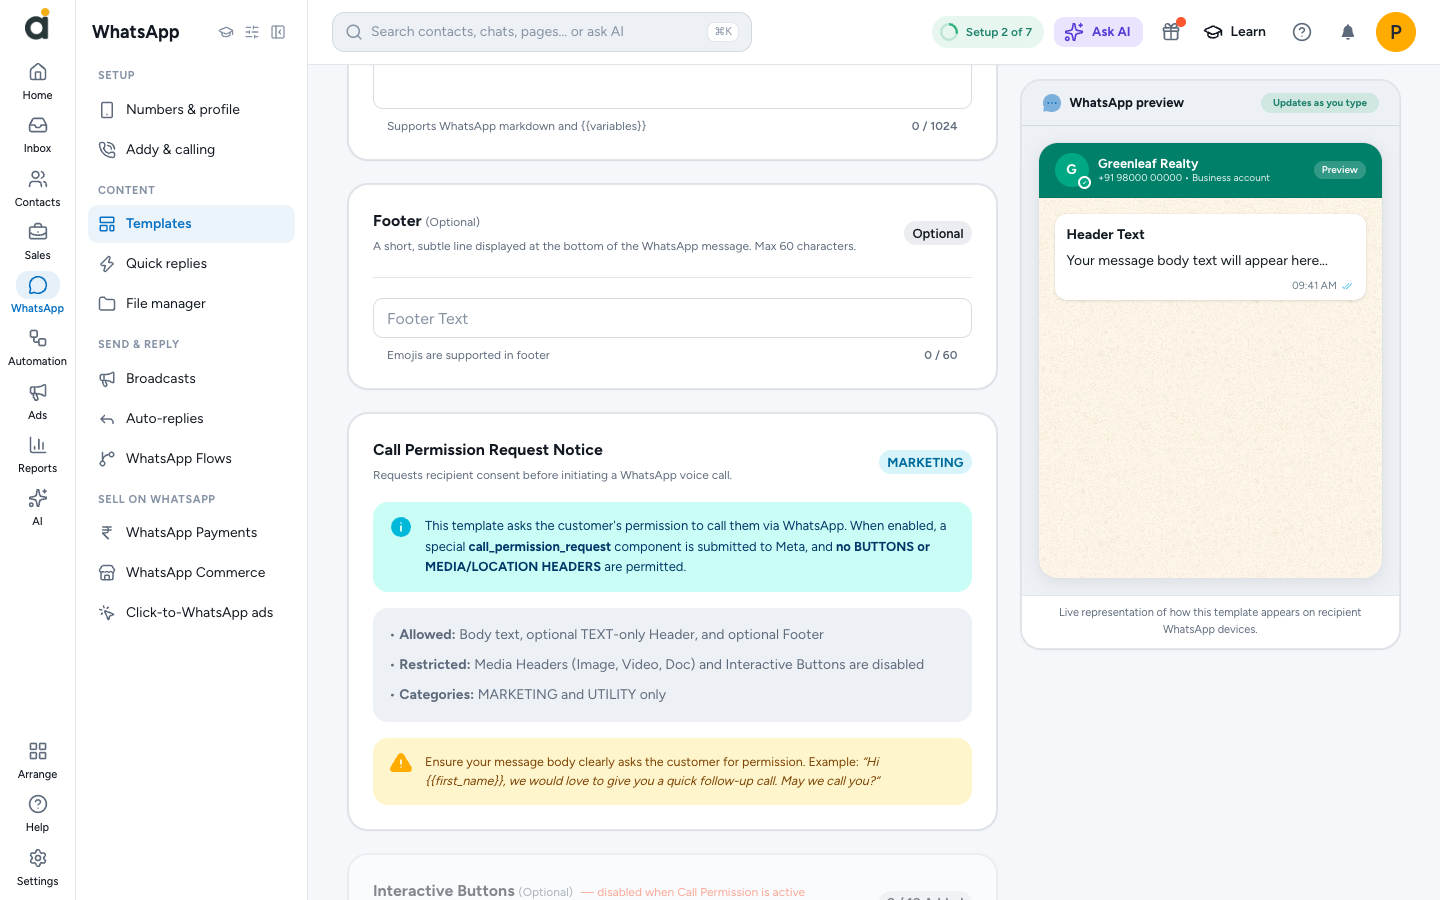 WhatsApp
Search contacts, chats, pages... or ask AI
⌘K
Setup 2 of 7
Ask AI
Learn
P
Home
Inbox
Contacts
Sales
WhatsApp
Automation
Ads
Reports
AI
Arrange
Help
Settings
SETUP
Numbers & profile
Addy & calling
CONTENT
Templates
Quick replies
File manager
SEND & REPLY
Broadcasts
Auto-replies
WhatsApp Flows
SELL ON WHATSAPP
WhatsApp Payments
WhatsApp Commerce
Click-to-WhatsApp ads
Supports WhatsApp markdown and {{variables}}
0 / 1024
Footer (Optional)
A short, subtle line displayed at the bottom of the WhatsApp message. Max 60 characters.
Optional
Footer Text
Emojis are supported in footer
0 / 60
Call Permission Request Notice
Requests recipient consent before initiating a WhatsApp voice call.
MARKETING
This template asks the customer's permission to call them via WhatsApp. When enabled, a
special call_permission_request component is submitted to Meta, and no BUTTONS or
MEDIA/LOCATION HEADERS are permitted.
• Allowed: Body text, optional TEXT-only Header, and optional Footer
• Restricted: Media Headers (Image, Video, Doc) and Interactive Buttons are disabled
• Categories: MARKETING and UTILITY only
Ensure your message body clearly asks the customer for permission. Example: “Hi
{{first_name}}, we would love to give you a quick follow-up call. May we call you?”
Interactive Buttons (Optional) — disabled when Call Permission is active
WhatsApp preview
Updates as you type
G
Greenleaf Realty
+91 98000 00000 • Business account
Preview
Header Text
Your message body text will appear here...
09:41 AM
Live representation of how this template appears on recipient
WhatsApp devices.